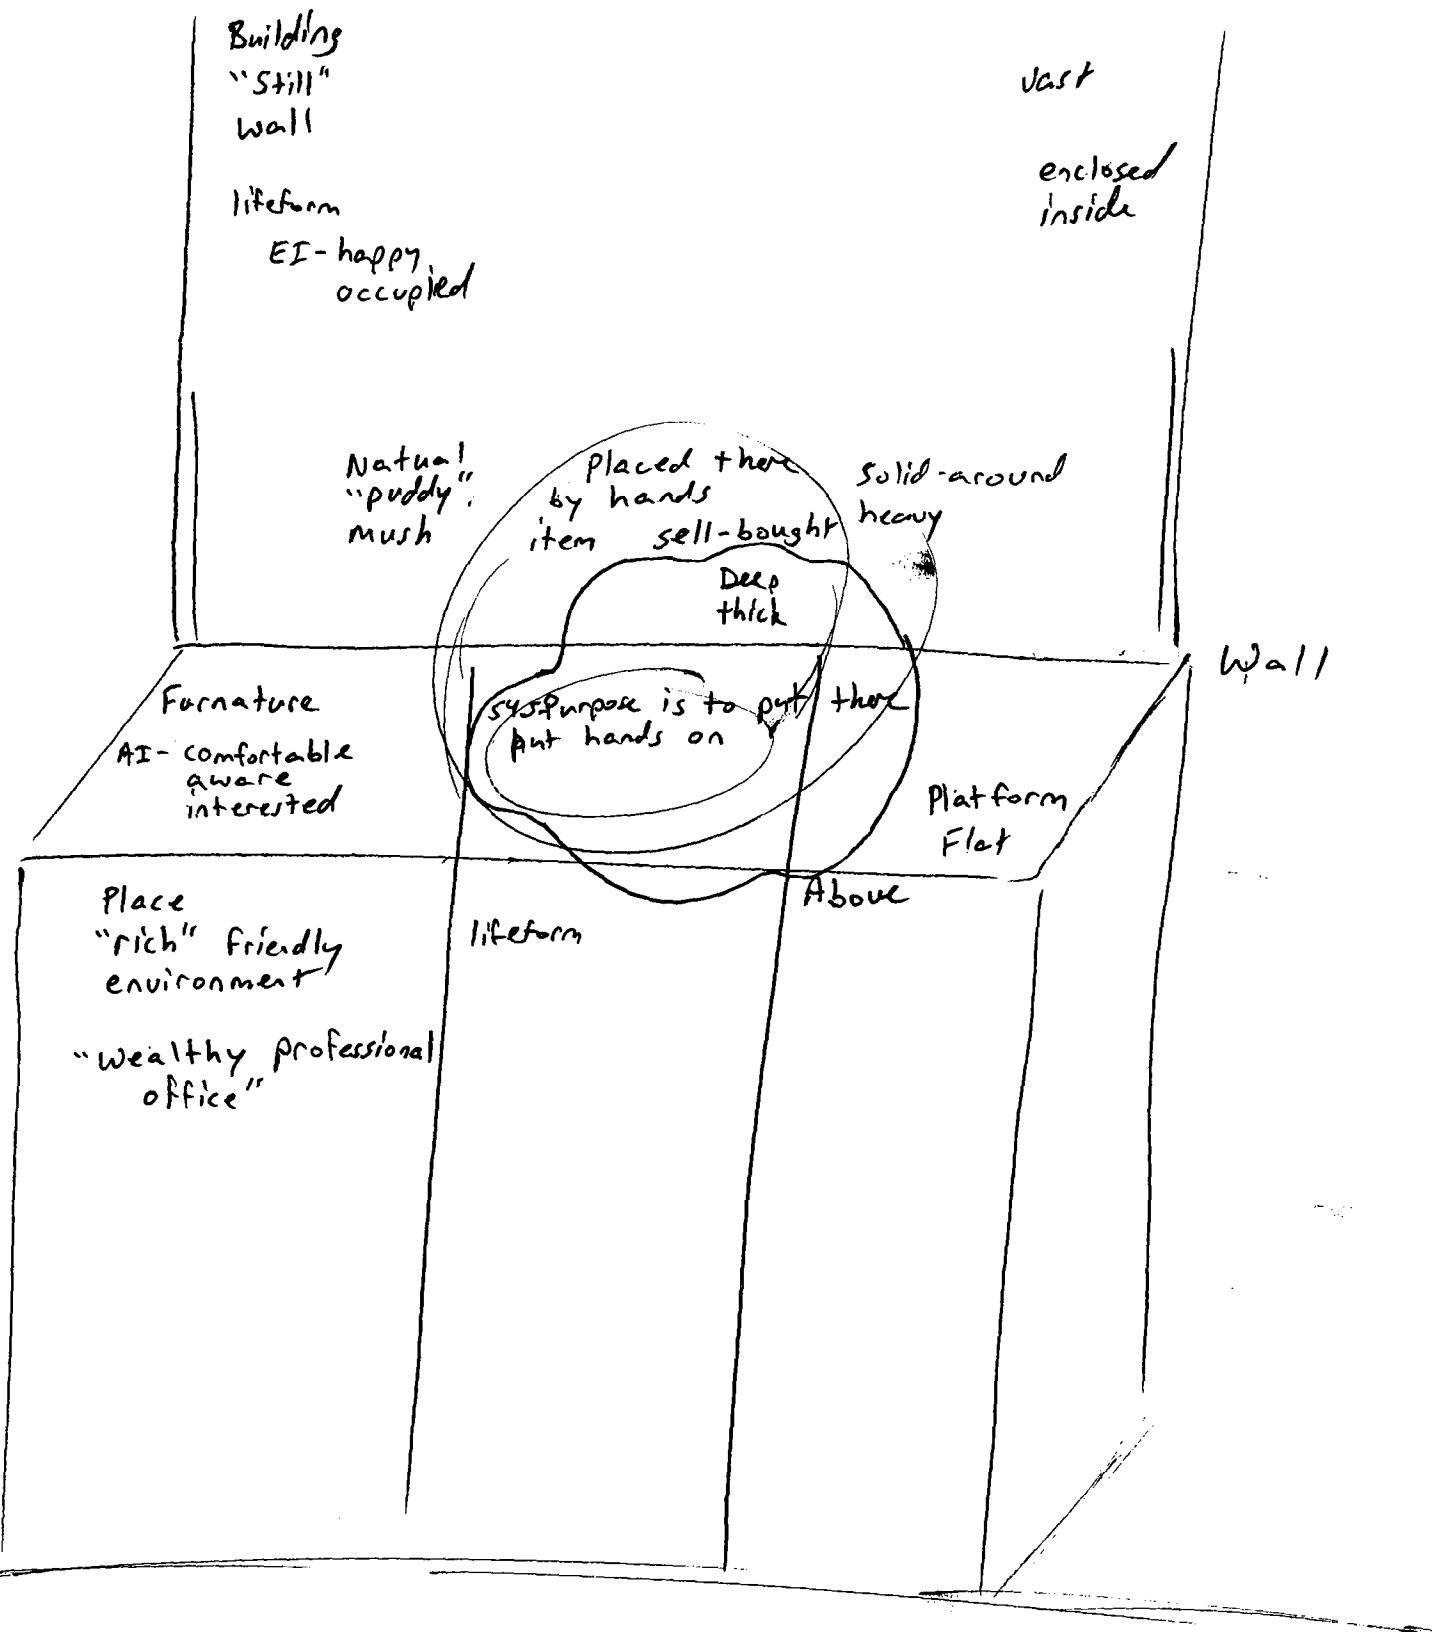 Building
"Still"
wall
vast
enclosed
inside
lifeform
EI-happy
occupied
Natual
"puddy"
mush
Placed there
by hands
item sell-bought
Solid-around
heavy
Deep
thick
Wall
Furnature
AI-comfortable
aware
interested
Purpose is to put there
put hands on
Platform
Flat
Above
Place
"rich" friendly
environment
lifeform
"wealthy professional
office"